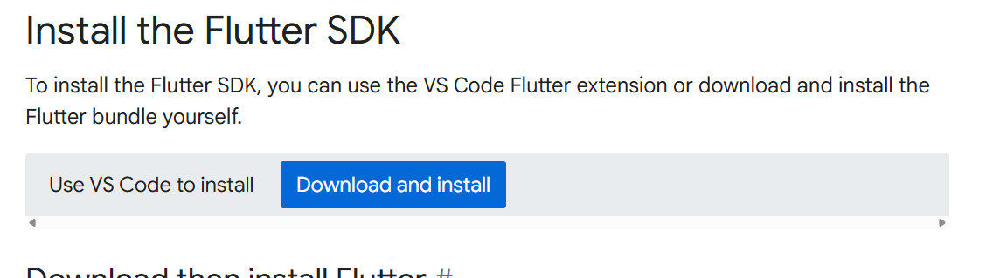 Install the Flutter SDK
To install the Flutter SDK, you can use the VS Code Flutter extension or download and install the
Flutter bundle yourself.
Use VS Code to install Download and install
Download then install Flutter #